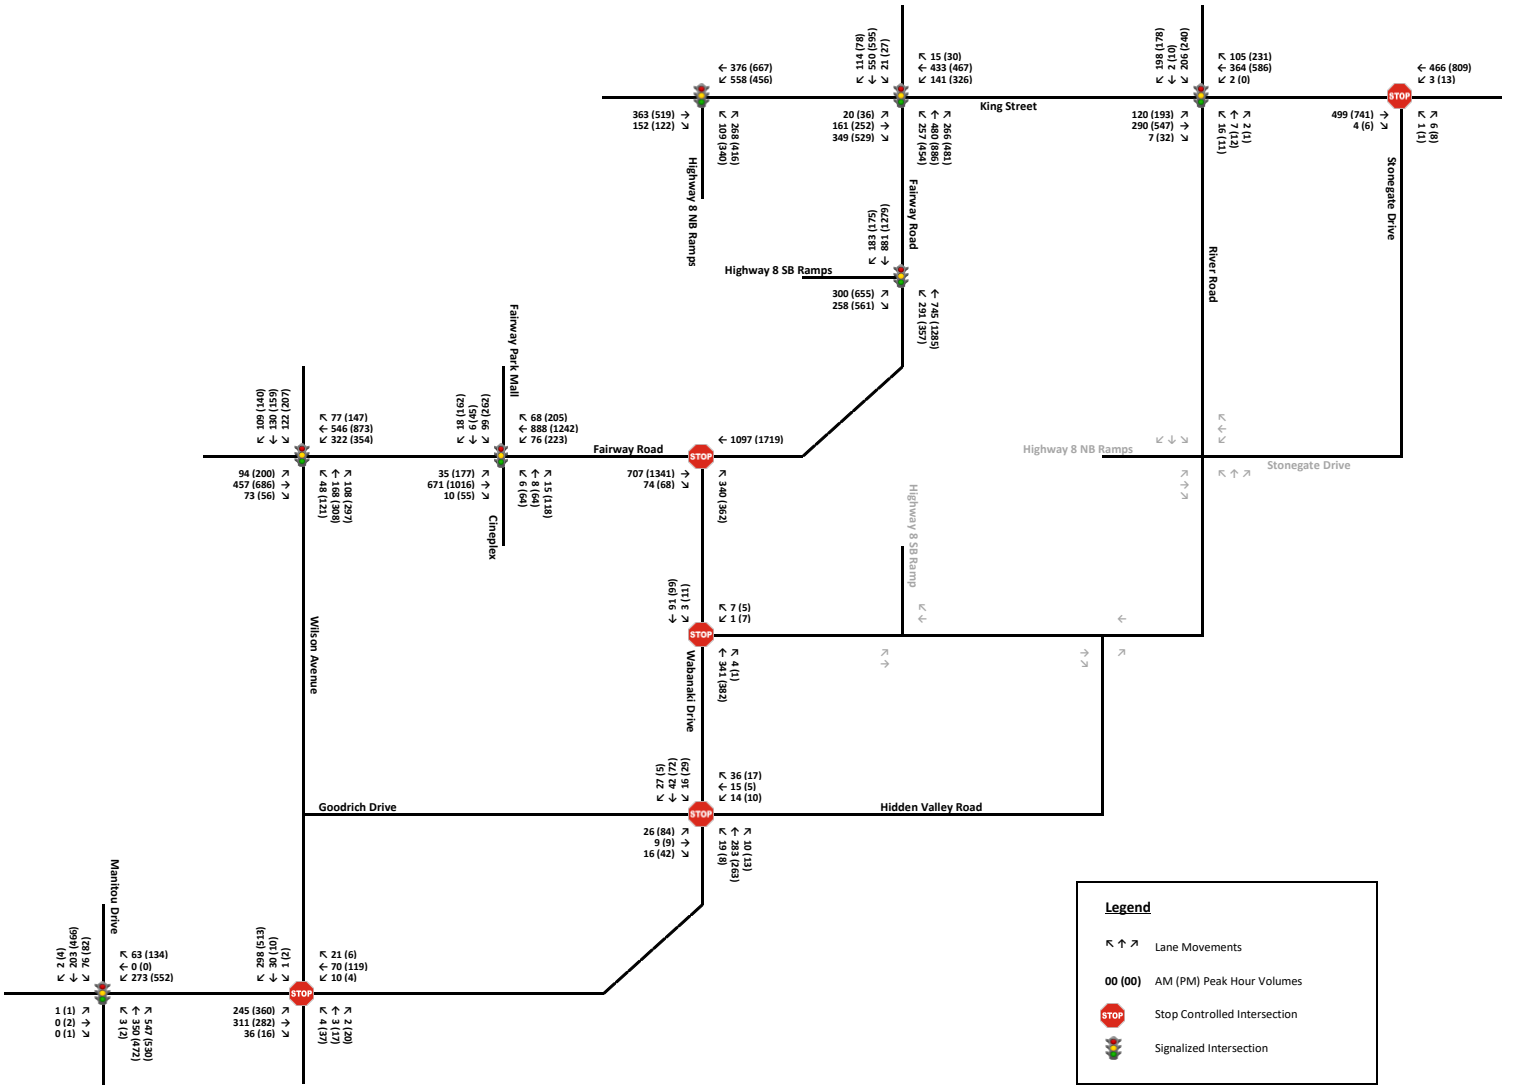 114 (78)
550 (595)
21 (27)
↖ 15 (30)
← 433 (467)
↙ 141 (326)
198 (178)
2 (10)
206 (240)
↖ 105 (231)
← 364 (586)
↙ 2 (0)
← 376 (667)
↙ 558 (456)
← 466 (809)
↙ 3 (13)
STOP
King Street
363 (519) →
152 (122) ↘
109 (340)
268 (416)
20 (36) ↗
161 (252) →
349 (529) ↘
257 (454)
480 (886)
266 (481)
120 (193) ↗
290 (547) →
7 (32) ↘
16 (11)
7 (12)
2 (1)
499 (741) →
4 (6) ↘
1 (1)
6 (8)
Highway 8 NB Ramps
Fairway Road
Stonegate Drive
183 (175)
881 (1279)
River Road
Highway 8 SB Ramps
300 (655) ↗
258 (561) ↘
291 (357)
745 (1285)
Fairway Park Mall
109 (140)
130 (159)
122 (207)
↖ 77 (147)
← 546 (873)
↙ 322 (354)
18 (162)
6 (45)
66 (262)
↖ 68 (205)
← 888 (1242)
↙ 76 (223)
Fairway Road
STOP
← 1097 (1719)
Highway 8 NB Ramps
Stonegate Drive
94 (200) ↗
457 (686) →
73 (56) ↘
48 (121)
168 (308)
108 (297)
35 (177) ↗
671 (1016) →
10 (55) ↘
6 (64)
8 (64)
15 (118)
Cineplex
707 (1341) →
74 (68) ↘
340 (362)
Highway 8 SB Ramp
91 (99)
3 (11)
↖ 7 (5)
↙ 1 (7)
STOP
341 (382)
4 (1)
Wilson Avenue
Wabanaki Drive
27 (5)
42 (72)
16 (29)
↖ 36 (17)
← 15 (5)
↙ 14 (10)
Goodrich Drive
STOP
Hidden Valley Road
26 (84) ↗
9 (9) →
16 (42) ↘
19 (8)
283 (263)
10 (13)
Manitou Drive
2 (4)
203 (466)
76 (82)
↖ 63 (134)
← 0 (0)
↙ 273 (552)
298 (513)
30 (10)
1 (2)
↖ 21 (6)
← 70 (119)
↙ 10 (4)
STOP
1 (1) ↗
0 (2) →
0 (1) ↘
3 (2)
350 (472)
547 (530)
245 (360) ↗
311 (282) →
36 (16) ↘
4 (37)
3 (17)
2 (20)
Legend
↖ ↑ ↗ Lane Movements
00 (00) AM (PM) Peak Hour Volumes
STOP Stop Controlled Intersection
Signalized Intersection